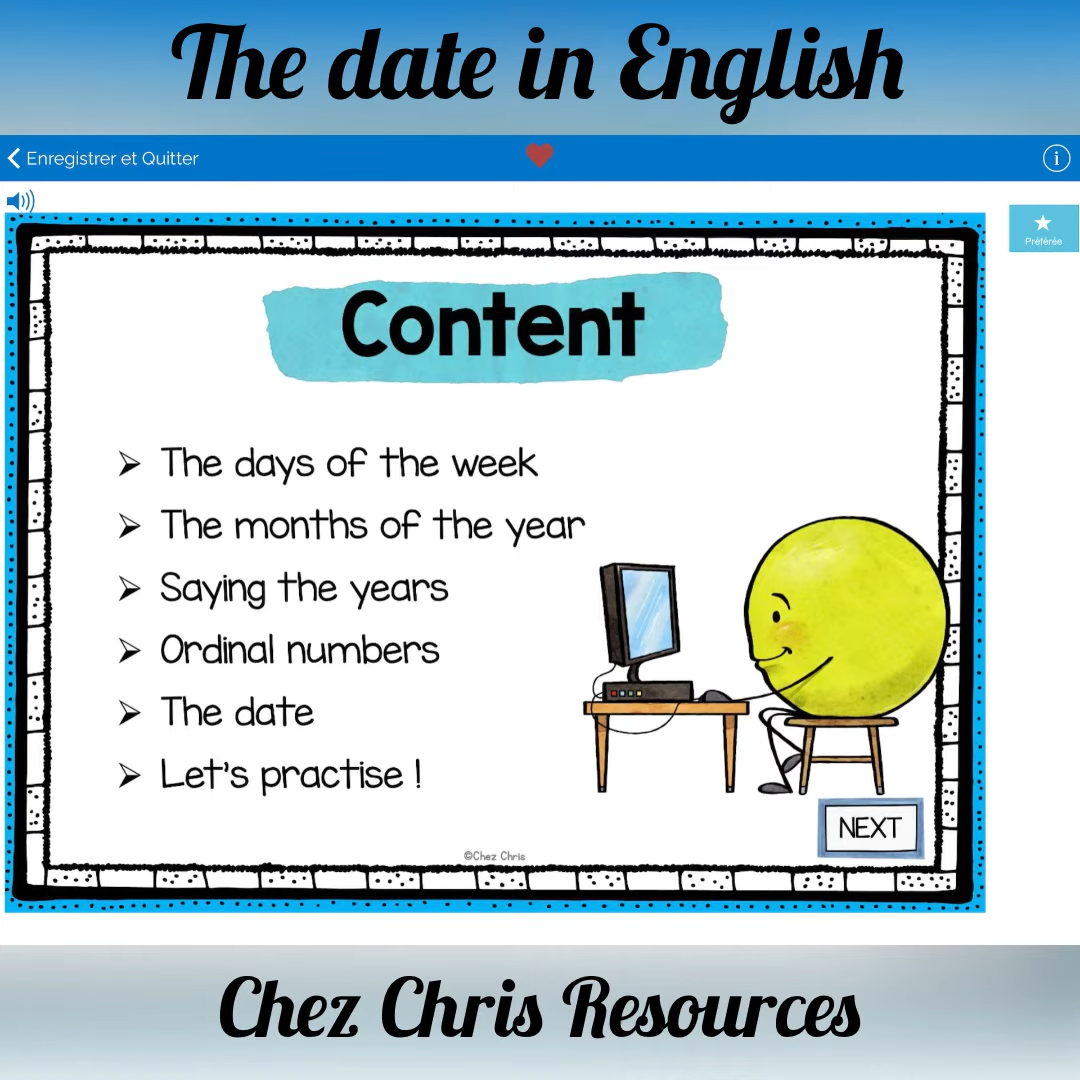 The date in English
Enregistrer et Quitter
i
Préférée
Content
The days of the week
The months of the year
Saying the years
Ordinal numbers
The date
Let's practise !
NEXT
©Chez Chris
Chez Chris Resources